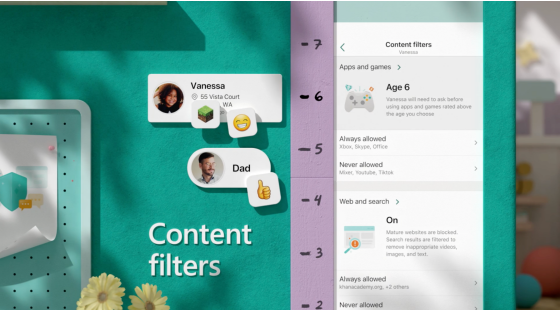 Vanessa
55 Vista Court
WA
Dad
Content
filters
7
6
5
4
3
2
Content filters
Vanessa
Apps and games
Age 6
Vanessa will need to ask before
using apps and games rated above
the age you choose
Always allowed
Xbox, Skype, Office
Never allowed
Mixer, Youtube, Tiktok
Web and search
On
Mature websites are blocked.
Search results are filtered to
remove inappropriate videos,
images, and text.
Always allowed
khanacademy.org, +2 others
Never allowed